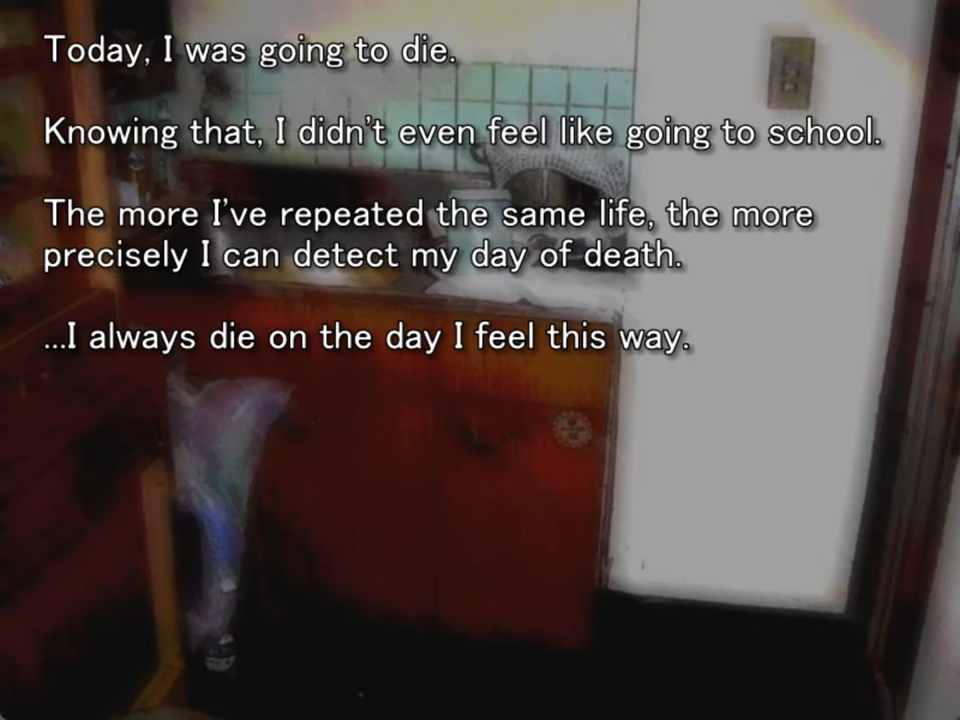 Today, I was going to die.
Knowing that, I didn't even feel like going to school.
The more I've repeated the same life, the more
precisely I can detect my day of death.
...I always die on the day I feel this way.